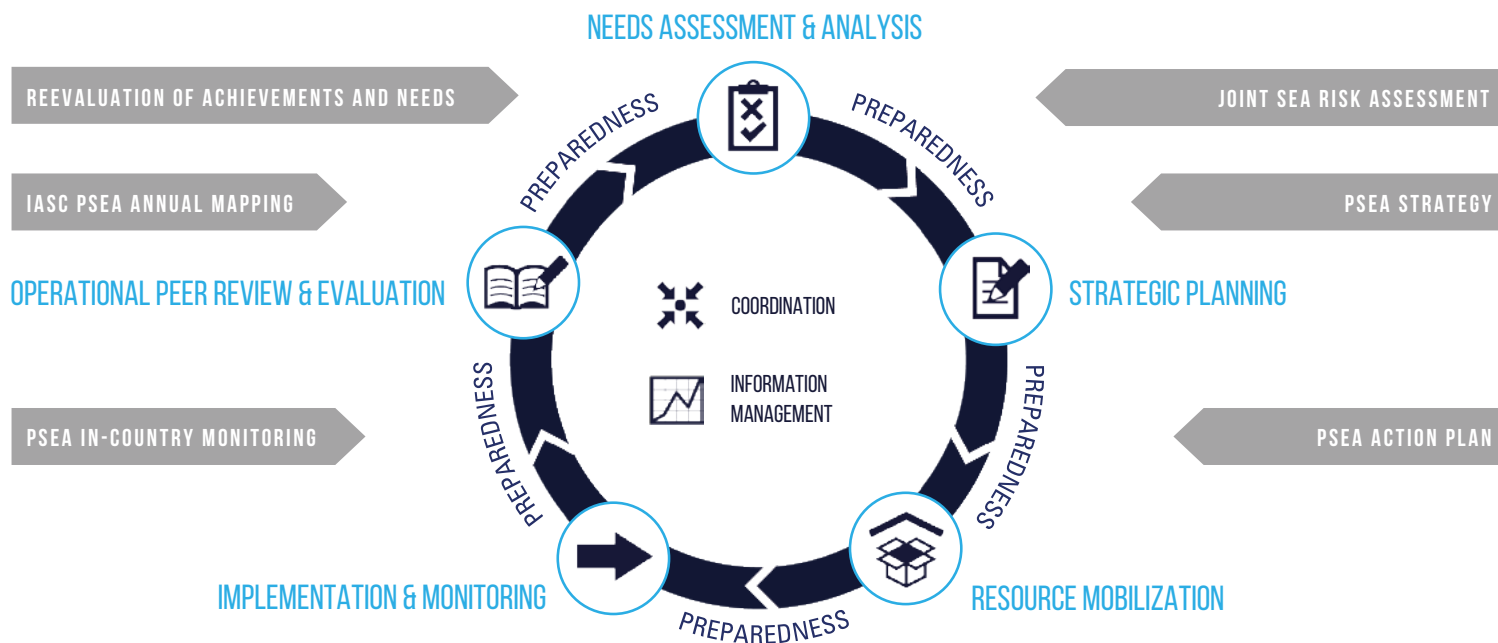 NEEDS ASSESSMENT & ANALYSIS
REEVALUATION OF ACHIEVEMENTS AND NEEDS
JOINT SEA RISK ASSESSMENT
PREPAREDNESS
PREPAREDNESS
IASC PSEA ANNUAL MAPPING
PSEA STRATEGY
OPERATIONAL PEER REVIEW & EVALUATION
STRATEGIC PLANNING
COORDINATION
INFORMATION
MANAGEMENT
PREPAREDNESS
PREPAREDNESS
PSEA IN-COUNTRY MONITORING
PSEA ACTION PLAN
IMPLEMENTATION & MONITORING
RESOURCE MOBILIZATION
PREPAREDNESS